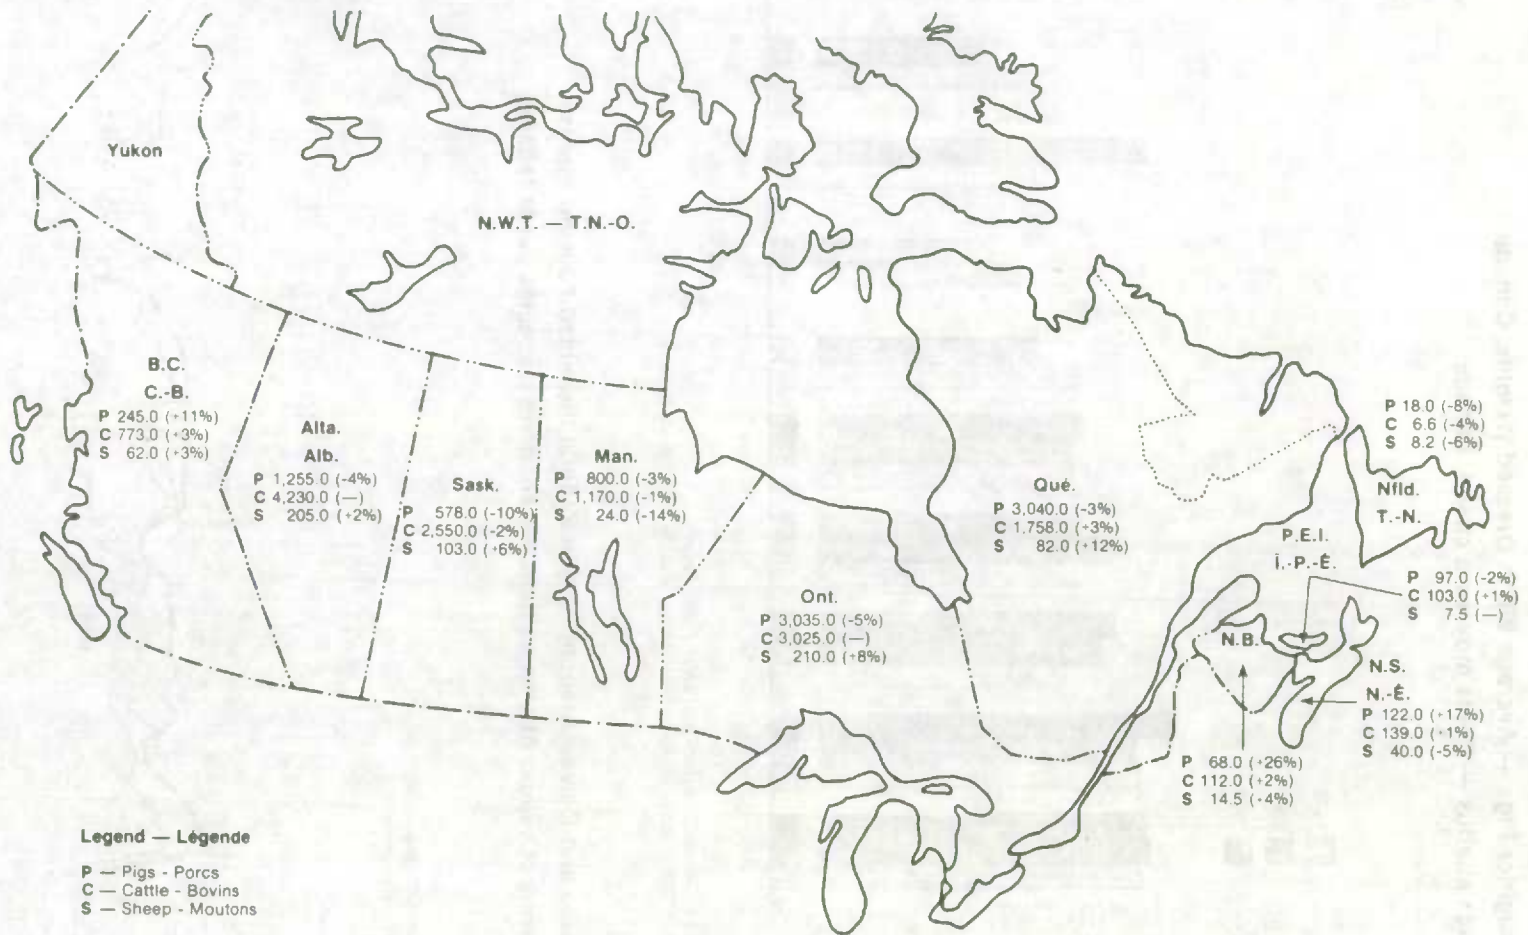 Yukon
N.W.T. — T.N.-O.
B.C.
C.-B.
P 245.0 (+11%)
C 773.0 (+3%)
S 62.0 (+3%)
Alta.
Alb.
P 1,255.0 (-4%)
C 4,230.0 (—)
S 205.0 (+2%)
Sask.
P 578.0 (-10%)
C 2,550.0 (-2%)
S 103.0 (+6%)
Man.
P 800.0 (-3%)
C 1,170.0 (-1%)
S 24.0 (-14%)
Ont.
P 3,035.0 (-5%)
C 3,025.0 (—)
S 210.0 (+8%)
Qué.
P 3,040.0 (-3%)
C 1,758.0 (+3%)
S 82.0 (+12%)
P 18.0 (-8%)
C 6.6 (-4%)
S 8.2 (-6%)
Nfld.
T.-N.
P.E.I.
Î.-P.-É.
P 97.0 (-2%)
C 103.0 (+1%)
S 7.5 (—)
N.B.
P 68.0 (+26%)
C 112.0 (+2%)
S 14.5 (+4%)
N.S.
N.-É.
P 122.0 (+17%)
C 139.0 (+1%)
S 40.0 (-5%)
Legend — Légende
P — Pigs - Porcs
C — Cattle - Bovins
S — Sheep - Moutons